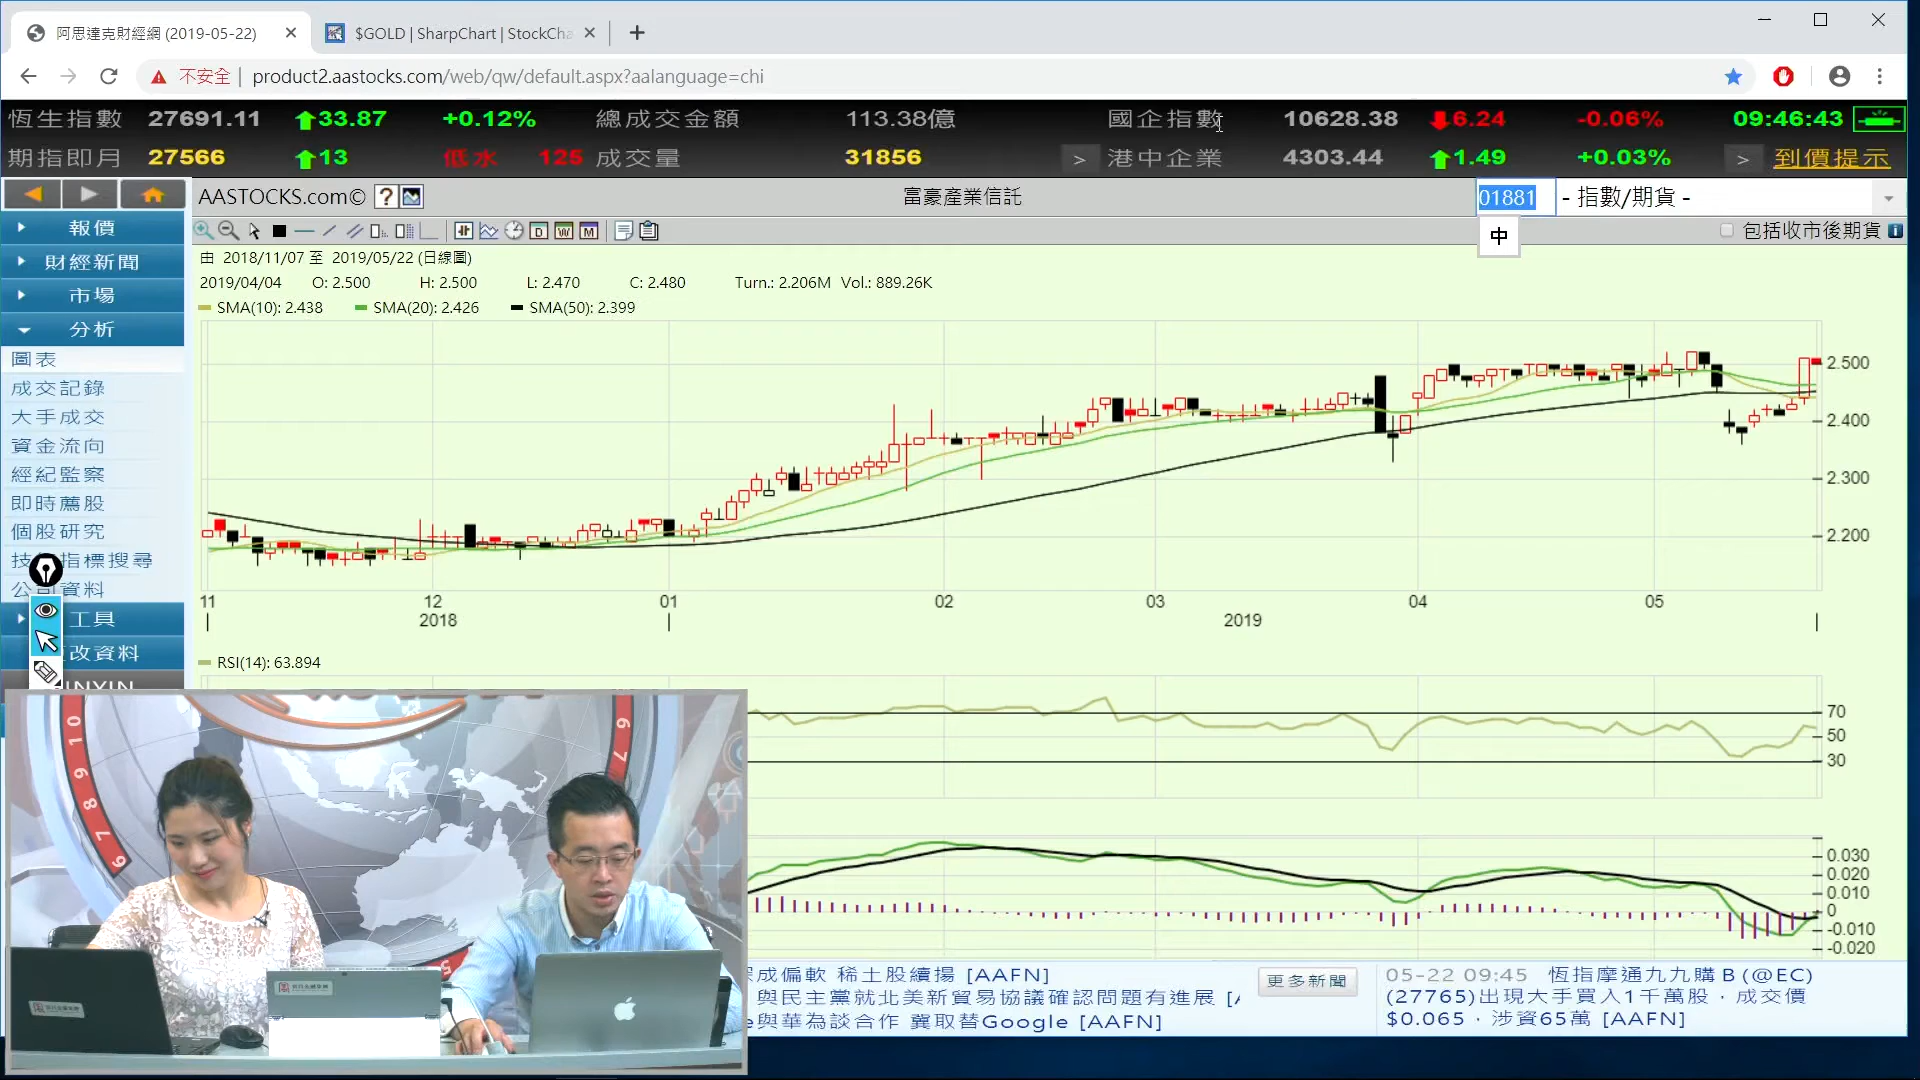 阿思達克財經網 (2019-05-22)
$GOLD | SharpChart | StockCha
不安全 | product2.aastocks.com/web/qw/default.aspx?aalanguage=chi
恆生指數 27691.11 33.87 +0.12% 總成交金額 113.38億 國企指數 10628.38 6.24 -0.06% 09:46:43
期指即月 27566 13 低水 125 成交量 31856 > 港中企業 4303.44 1.49 +0.03% > 到價提示
AASTOCKS.com© ? 富豪產業信託 01881 - 指數/期貨 -
中
D W M 包括收市後期貨 i
報價
財經新聞
市場
分析
圖表
成交記錄
大手成交
資金流向
經紀監察
即時薦股
個股研究
指標搜尋
資料
工具
改資料
INXIN
由 2018/11/07 至 2019/05/22 (日線圖)
2019/04/04 O: 2.500 H: 2.500 L: 2.470 C: 2.480 Turn.: 2.206M Vol.: 889.26K
SMA(10): 2.438 SMA(20): 2.426 SMA(50): 2.399
2.500
2.400
2.300
2.200
11 12 01 02 03 04 05
2018 2019
RSI(14): 63.894
70
50
30
0.030
0.020
0.010
0
-0.010
-0.020
10 9 8 7 6
6 7
5
成偏軟 稀土股續揚 [AAFN]
與民主黨就北美新貿易協議確認問題有進展 [A
e與華為談合作 冀取替Google [AAFN]
更多新聞
05-22 09:45 恆指摩通九九購B(@EC)
(27765)出現大手買入1千萬股，成交價
$0.065，涉資65萬 [AAFN]